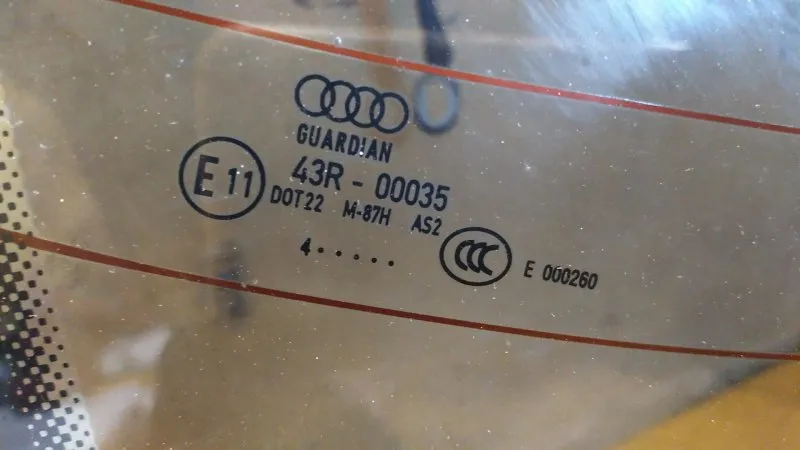 GUARDIAN
E 11
43R - 00035
DOT22 M-87H AS2
4.....
CCC
E 000260